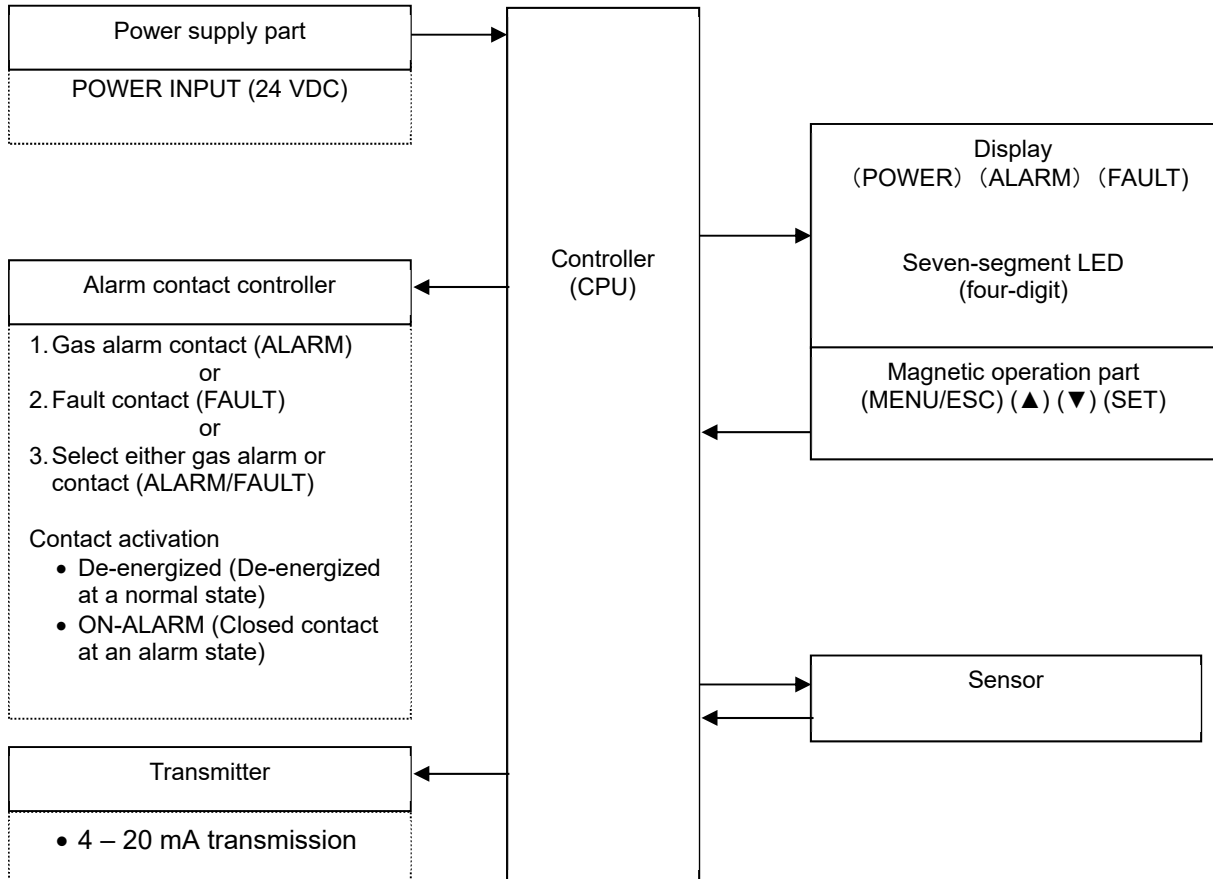 Power supply part
POWER INPUT (24 VDC)
Alarm contact controller
1. Gas alarm contact (ALARM)
or
2. Fault contact (FAULT)
or
3. Select either gas alarm or
contact (ALARM/FAULT)
Contact activation
• De-energized (De-energized
at a normal state)
• ON-ALARM (Closed contact
at an alarm state)
Transmitter
• 4 – 20 mA transmission
Controller
(CPU)
Display
（POWER）（ALARM）（FAULT）
Seven-segment LED
(four-digit)
Magnetic operation part
(MENU/ESC) (▲) (▼) (SET)
Sensor